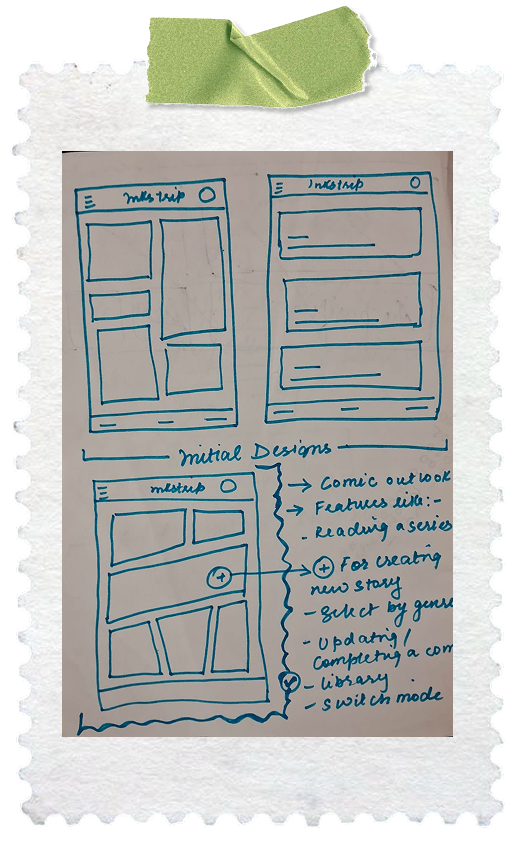 Inkstrip
Inkstrip
Initial Designs
Inkstrip
→ Comic outlook
→ Features like:-
- Reading a series
⊕ For creating
new story
- Select by genre
- Updating /
completing a com
- Library
- Switch mode